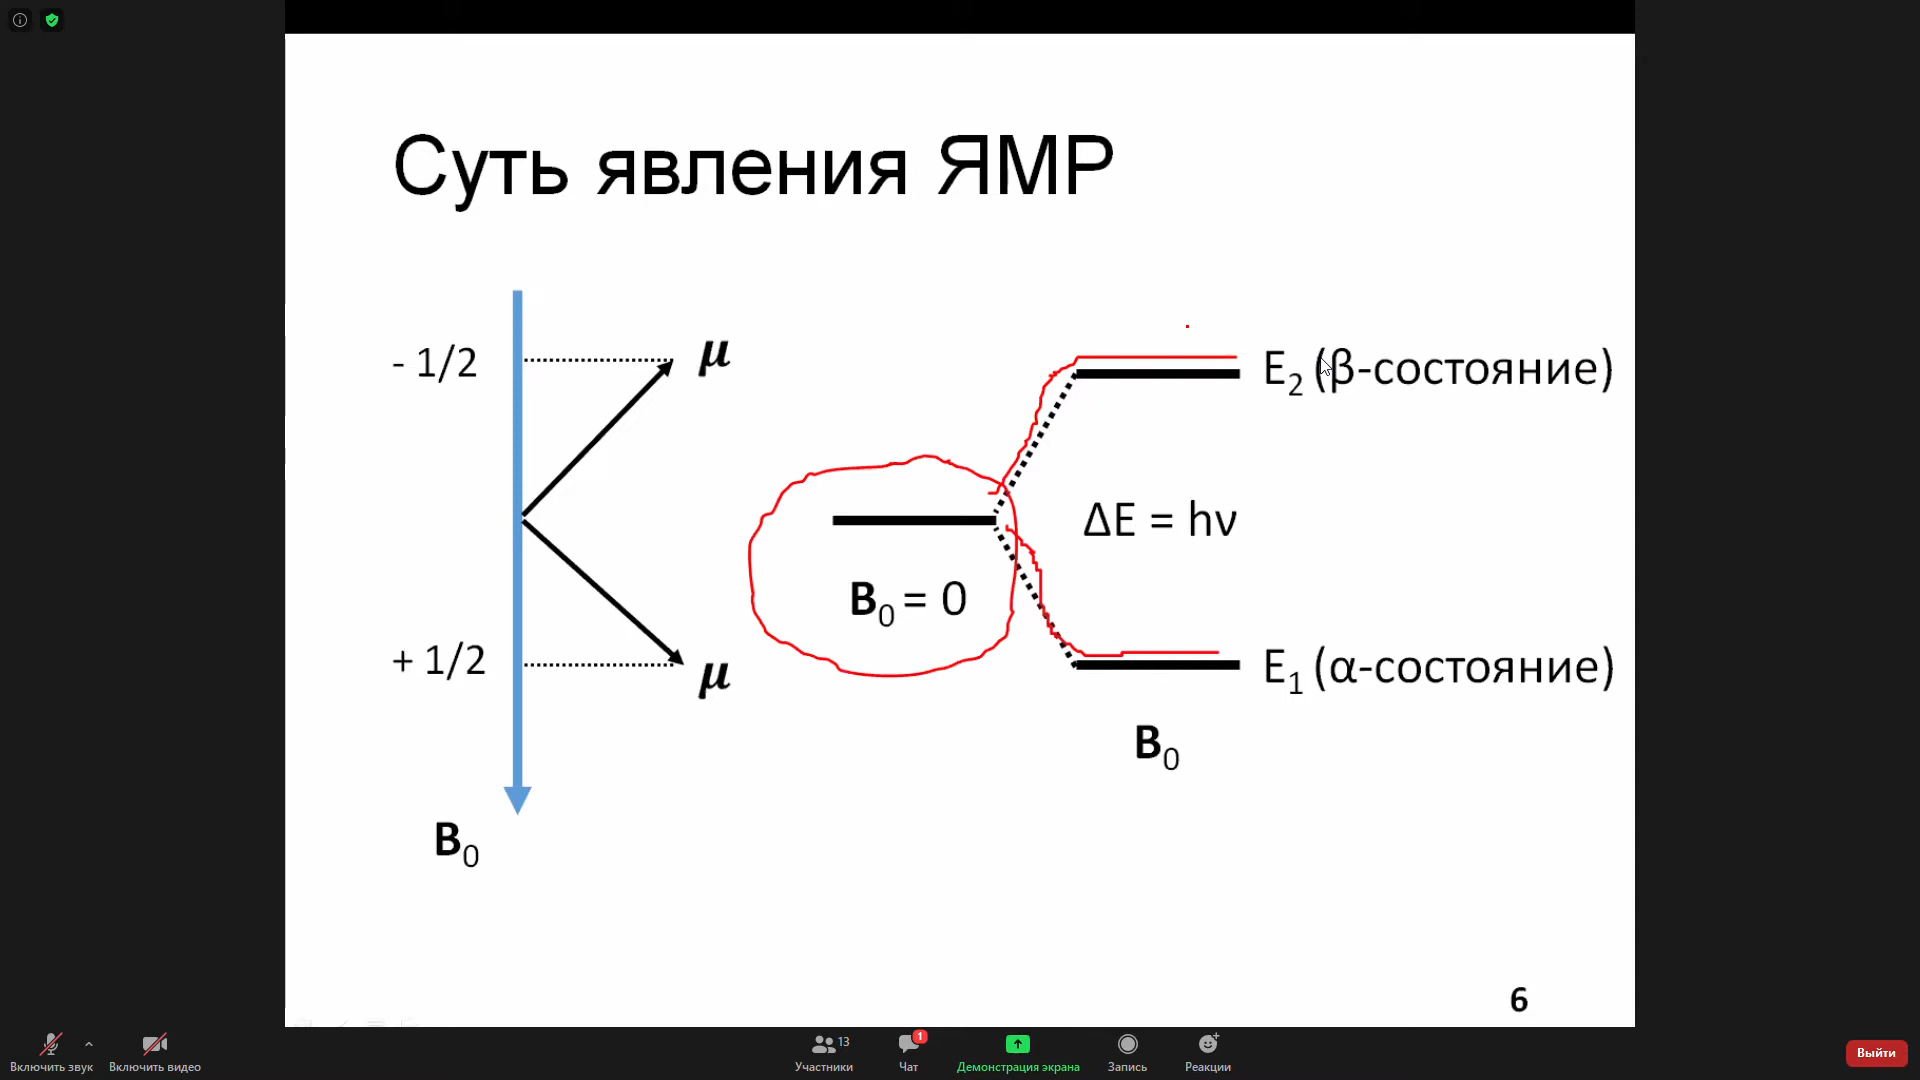 Суть явления ЯМР
- 1/2
μ
E2 (β-состояние)
ΔE = hν
B0 = 0
+ 1/2
μ
E1 (α-состояние)
B0
B0
6
Включить звук
Включить видео
13
Участники
1
Чат
Демонстрация экрана
Запись
Реакции
Выйти